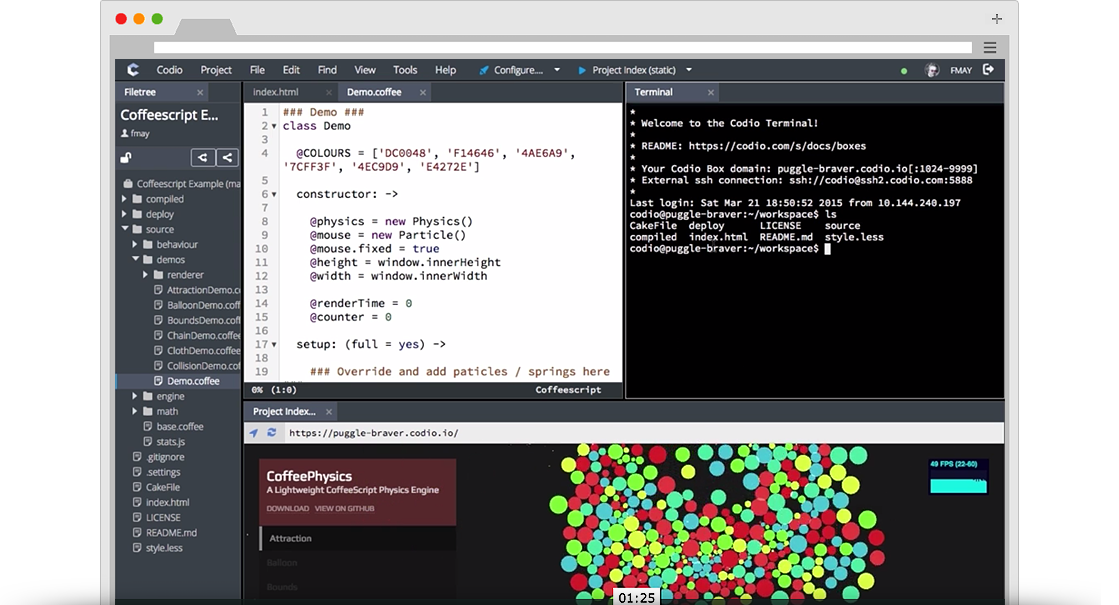 Codio Project File Edit Find View Tools Help Configure.... Project Index (static) FMAY
Filetree
Coffeescript E...
fmay
Coffeescript Example (ma
compiled
deploy
source
behaviour
demos
renderer
AttractionDemo.c
BalloonDemo.coff
BoundsDemo.coff
ChainDemo.coffee
ClothDemo.coffee
CollisionDemo.cof
Demo.coffee
engine
math
base.coffee
stats.js
.gitignore
.settings
CakeFile
index.html
LICENSE
README.md
style.less
index.html Demo.coffee
1 ### Demo ###
2 class Demo
3
4 @COLOURS = ['DC0048', 'F14646', '4AE6A9',
'7CFF3F', '4EC9D9', 'E4272E']
5
6 constructor: ->
7
8 @physics = new Physics()
9 @mouse = new Particle()
10 @mouse.fixed = true
11 @height = window.innerHeight
12 @width = window.innerWidth
13
14 @renderTime = 0
15 @counter = 0
16
17 setup: (full = yes) ->
18
19 ### Override and add paticles / springs here
0% (1:0) Coffeescript
Terminal
*
* Welcome to the Codio Terminal!
*
* README: https://codio.com/s/docs/boxes
*
* Your Codio Box domain: puggle-braver.codio.io[:1024-9999]
* External ssh connection: ssh://codio@ssh2.codio.com:5888
*
Last login: Sat Mar 21 18:50:52 2015 from 10.144.240.197
codio@puggle-braver:~/workspace$ ls
CakeFile deploy LICENSE source
compiled index.html README.md style.less
codio@puggle-braver:~/workspace$
Project Index...
https://puggle-braver.codio.io/
CoffeePhysics
A Lightweight CoffeeScript Physics Engine
DOWNLOAD VIEW ON GITHUB
Attraction
Balloon
Bounds
49 FPS (22-60)
01:25